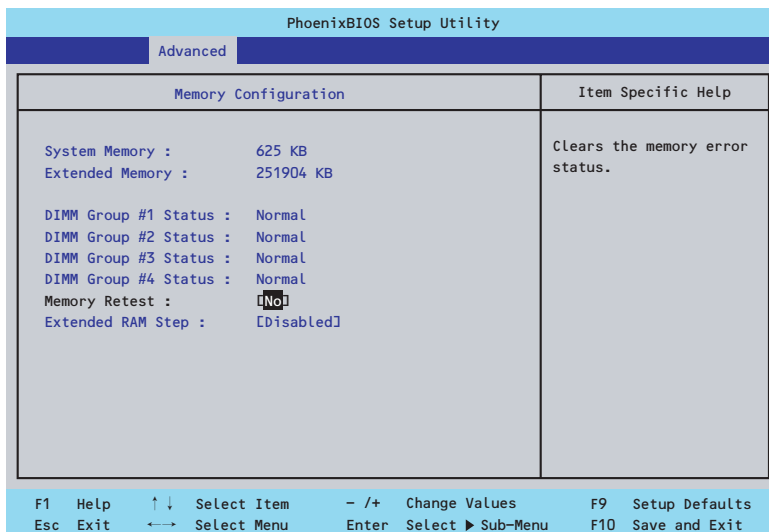 PhoenixBIOS Setup Utility
Advanced
Memory Configuration
Item Specific Help
System Memory : 625 KB
Extended Memory : 251904 KB
DIMM Group #1 Status : Normal
DIMM Group #2 Status : Normal
DIMM Group #3 Status : Normal
DIMM Group #4 Status : Normal
Memory Retest : [No]
Extended RAM Step : [Disabled]
Clears the memory error
status.
F1 Help ↑↓ Select Item - /+ Change Values F9 Setup Defaults
Esc Exit ←→ Select Menu Enter Select ▶ Sub-Menu F10 Save and Exit